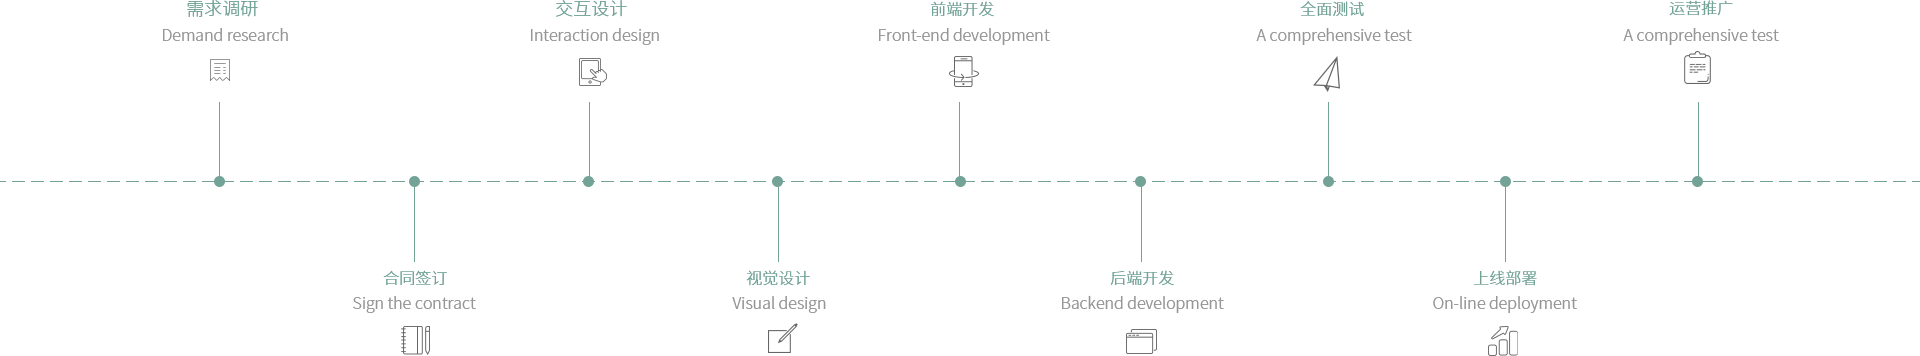 需求调研
Demand research
交互设计
Interaction design
前端开发
Front-end development
全面测试
A comprehensive test
运营推广
A comprehensive test
合同签订
Sign the contract
视觉设计
Visual design
后端开发
Backend development
上线部署
On-line deployment